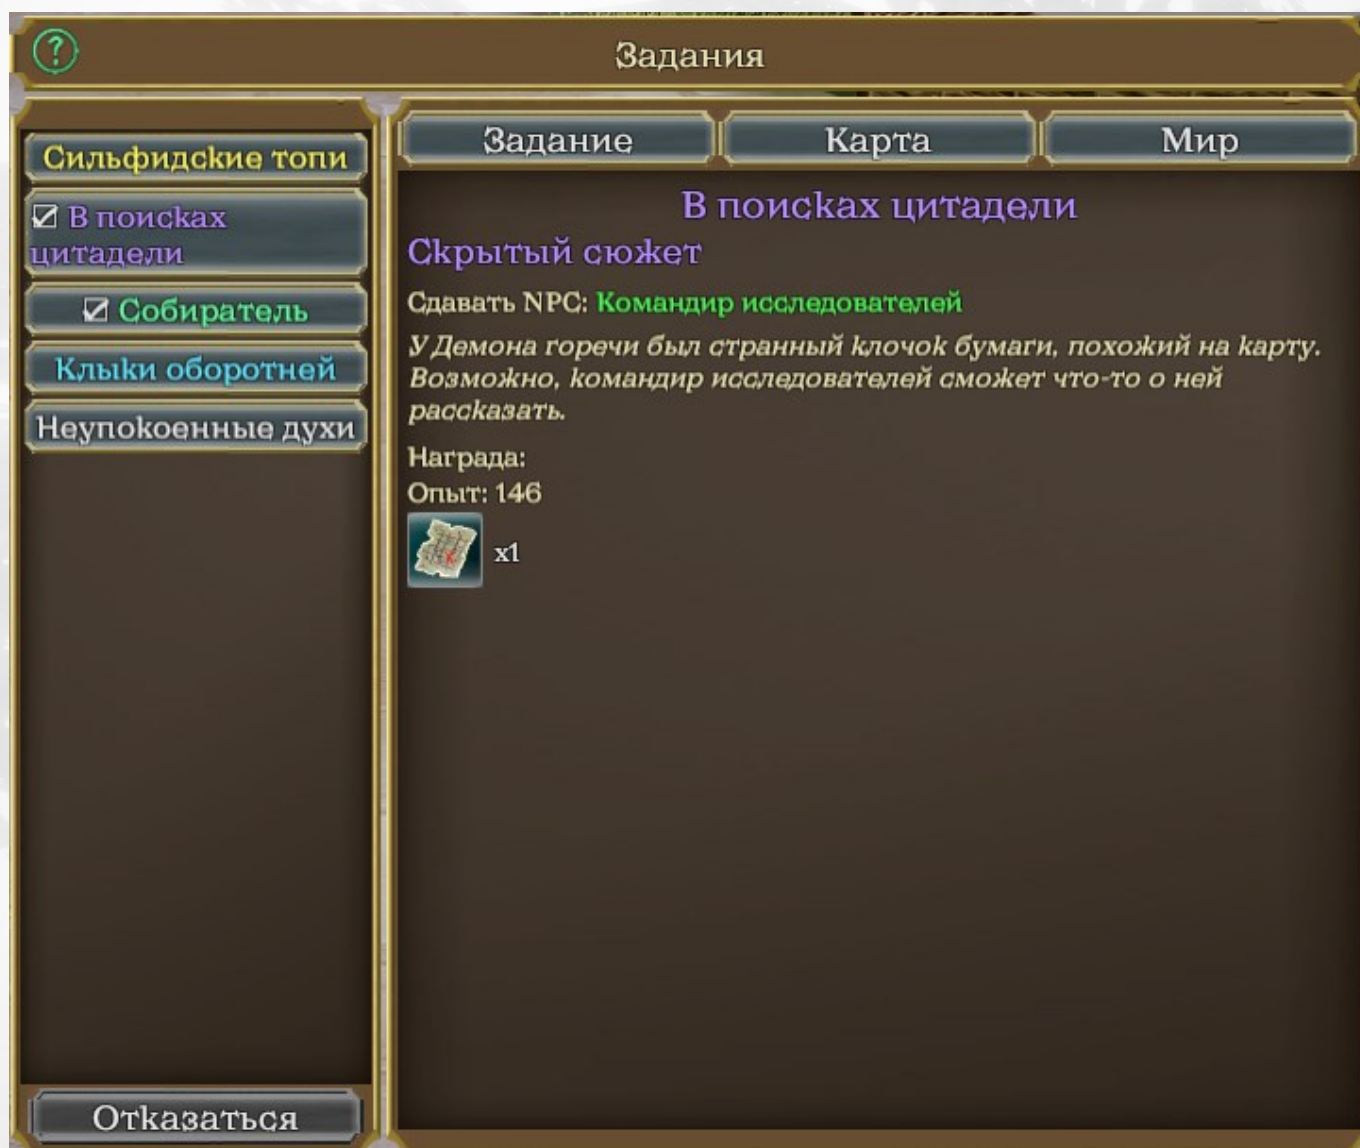 ?
Задания
Сильфидские топи
В поисках
цитадели
Собиратель
Клыки оборотней
Неупокоенные духи
Отказаться
Задание
Карта
Мир
В поисках цитадели
Скрытый сюжет
Сдавать NPC: Командир исследователей
У Демона горечи был странный клочок бумаги, похожий на карту.
Возможно, командир исследователей сможет что-то о ней
рассказать.
Награда:
Опыт: 146
x1